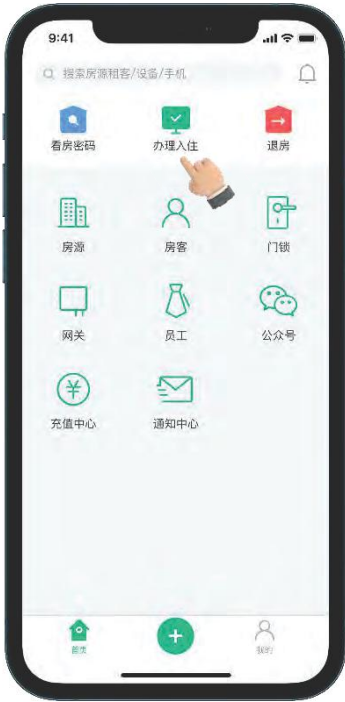 9:41
搜索房源租客/设备/手机
看房密码
办理入住
退房
房源
房客
门锁
网关
员工
公众号
充值中心
通知中心
首页
我的